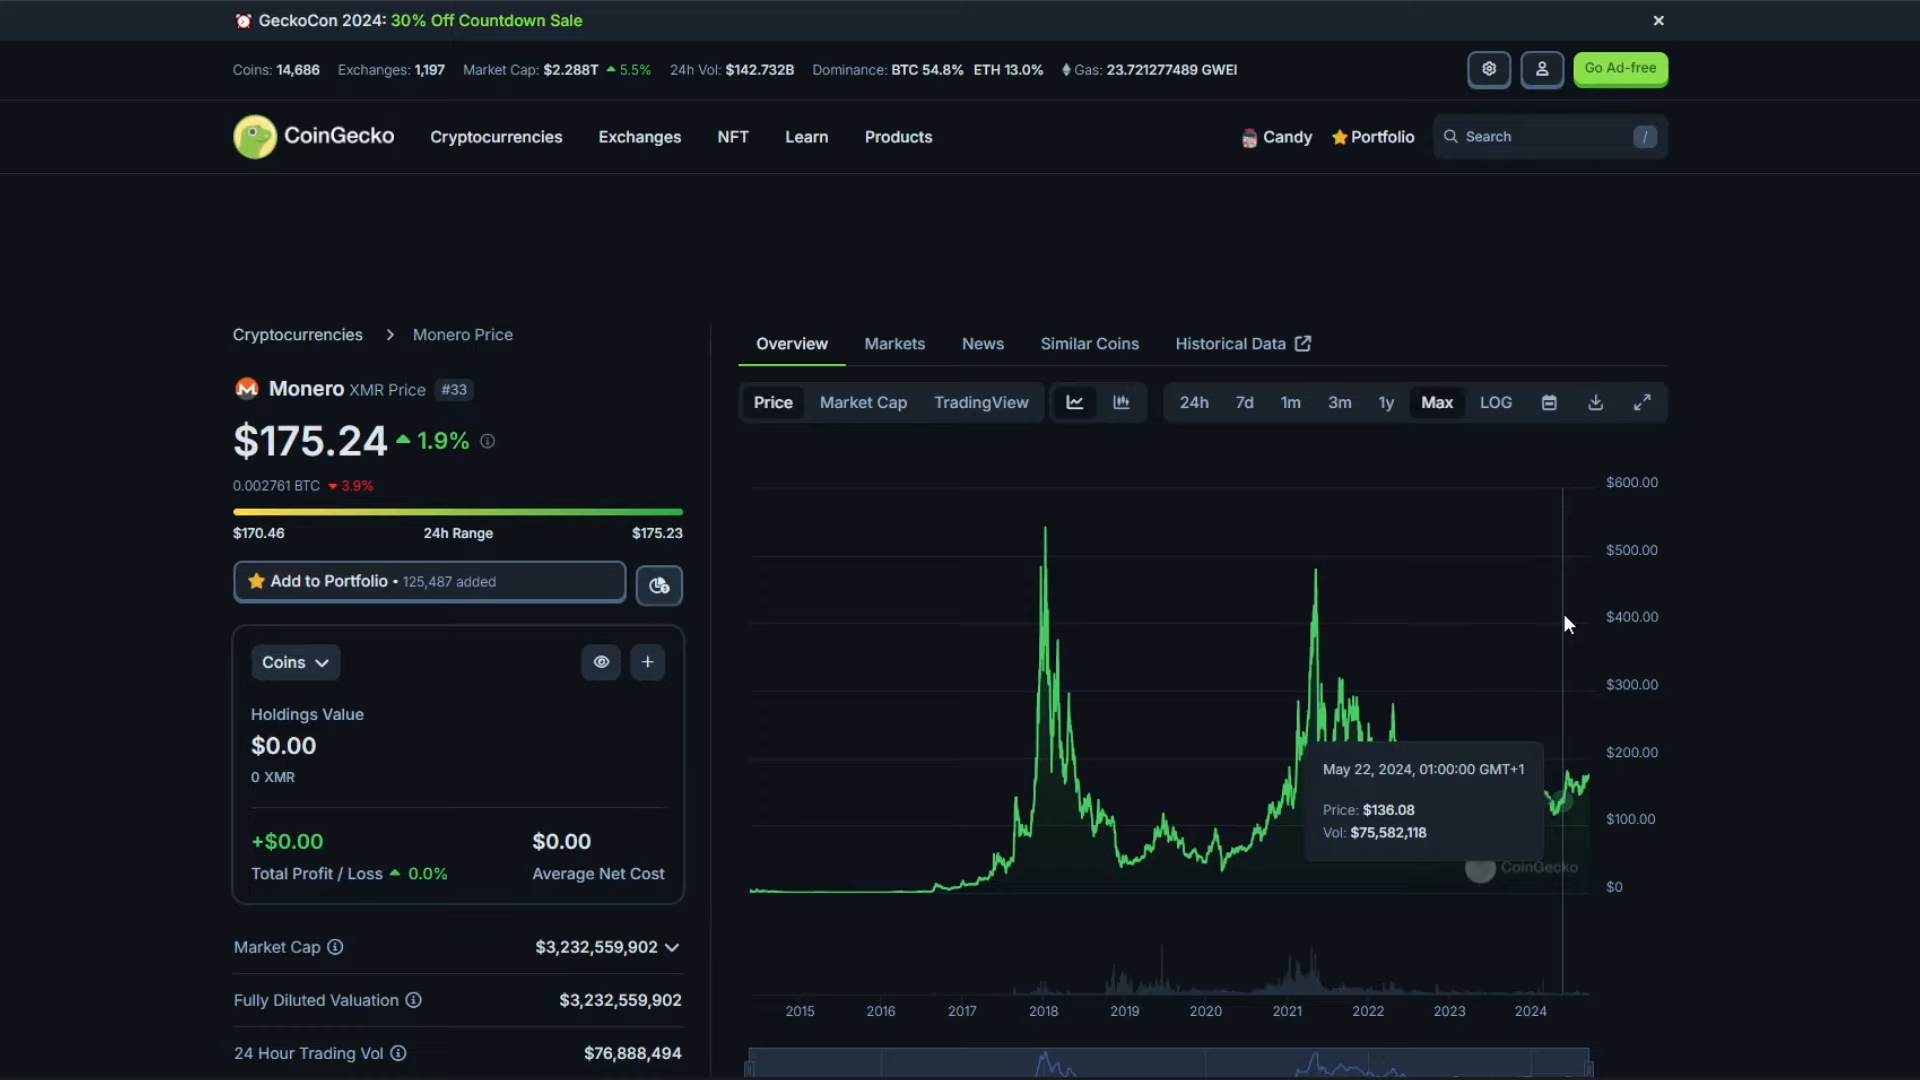 GeckoCon 2024: 30% Off Countdown Sale
Coins: 14,686 Exchanges: 1,197 Market Cap: $2.288T 5.5% 24h Vol: $142.732B Dominance: BTC 54.8% ETH 13.0% Gas: 23.721277489 GWEI
Go Ad-free
CoinGecko Cryptocurrencies Exchanges NFT Learn Products Candy Portfolio Search /
Cryptocurrencies > Monero Price
Monero XMR Price #33
$175.24 1.9%
0.002761 BTC 3.9%
$170.46 24h Range $175.23
Add to Portfolio • 125,487 added
Coins
Holdings Value
$0.00
0 XMR
+$0.00 $0.00
Total Profit / Loss 0.0% Average Net Cost
Market Cap $3,232,559,902
Fully Diluted Valuation $3,232,559,902
24 Hour Trading Vol $76,888,494
Overview Markets News Similar Coins Historical Data
Price Market Cap TradingView 24h 7d 1m 3m 1y Max LOG
$600.00
$500.00
$400.00
$300.00
$200.00
$100.00
$0
May 22, 2024, 01:00:00 GMT+1
Price: $136.08
Vol: $75,582,118
CoinGecko
2015 2016 2017 2018 2019 2020 2021 2022 2023 2024